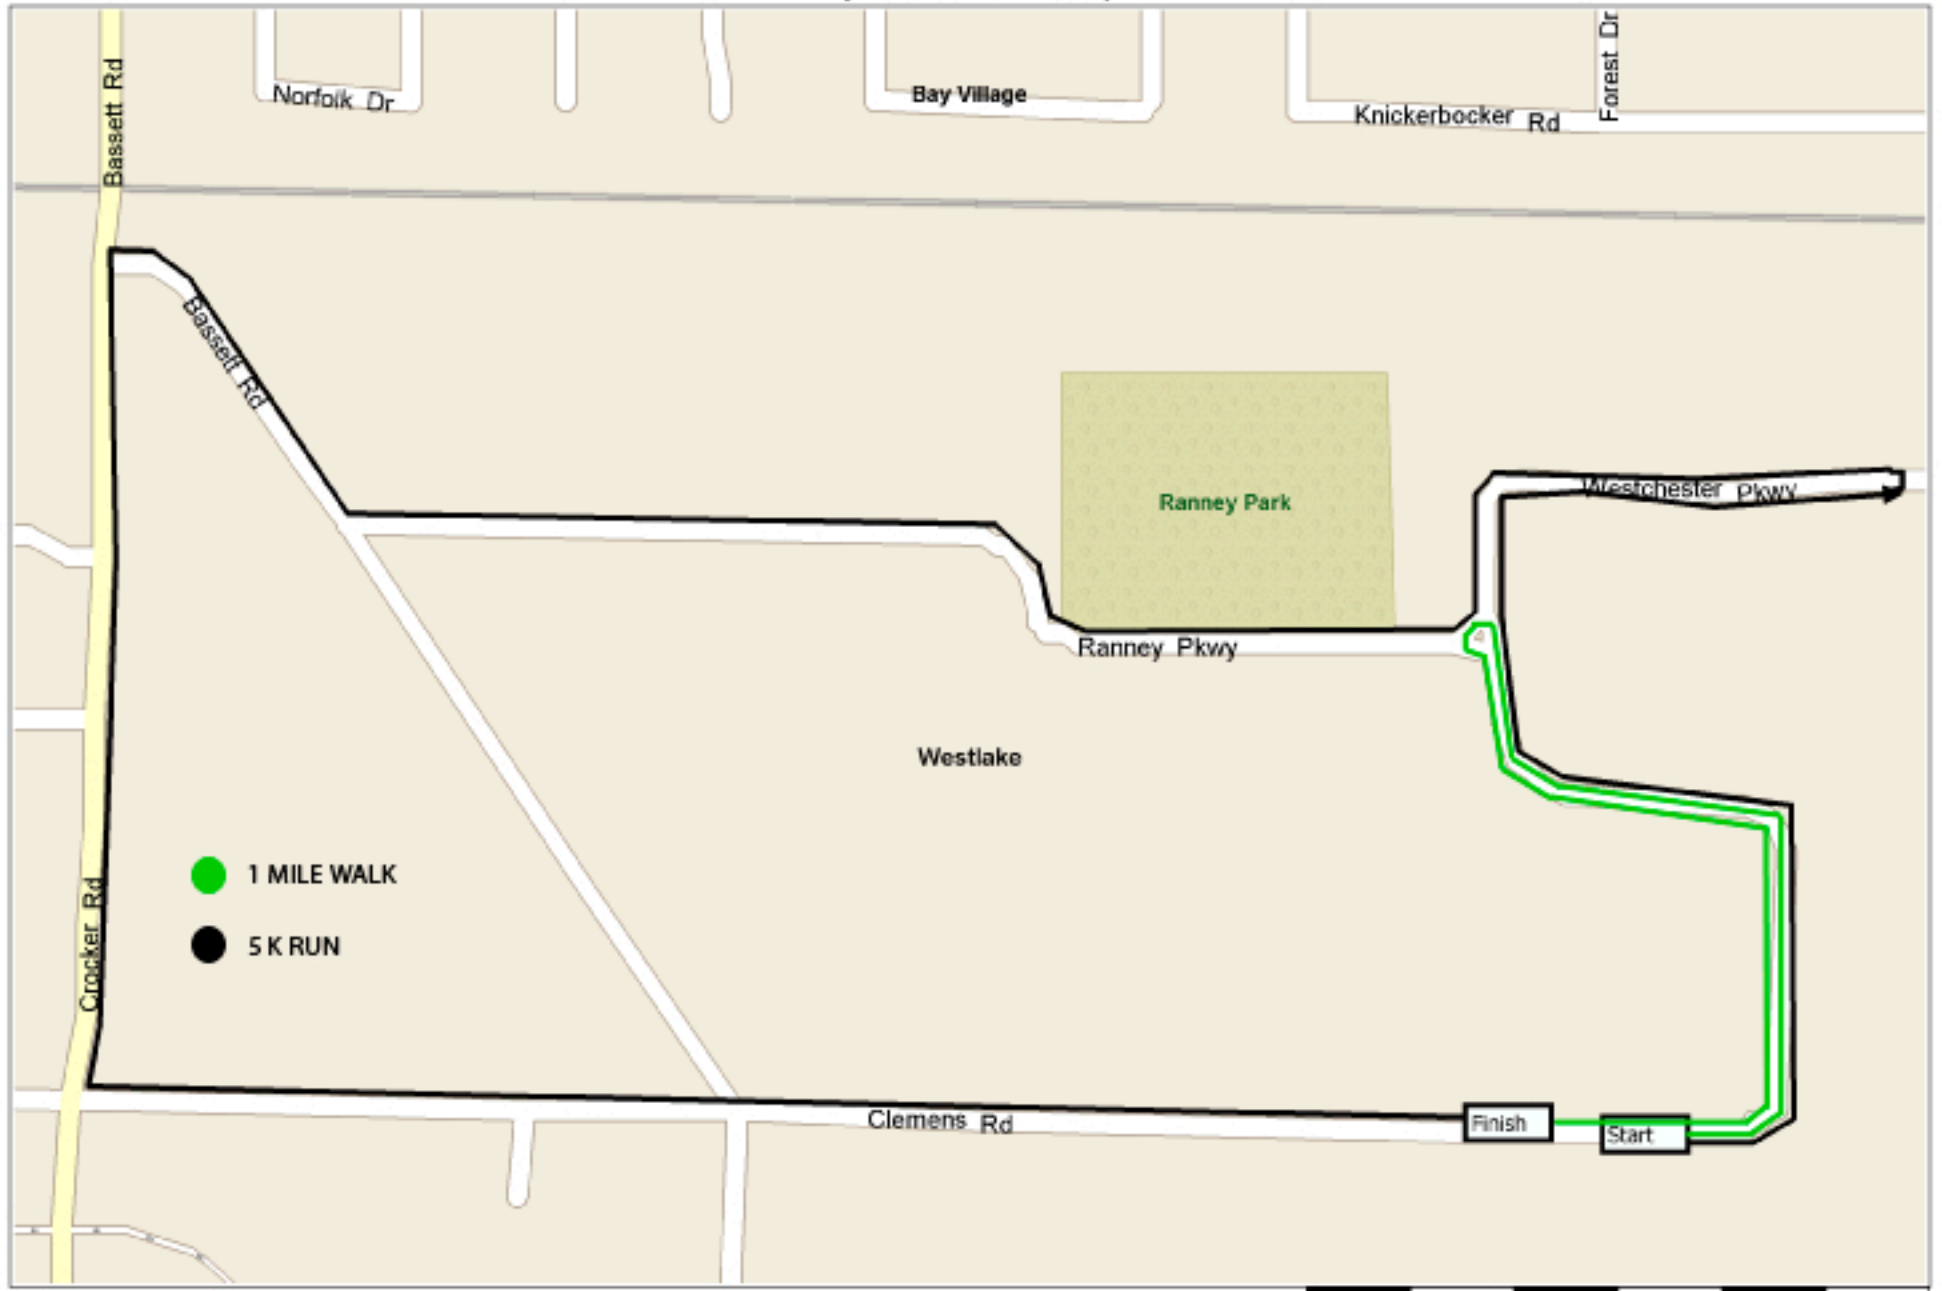 Bassett Rd
Norfolk Dr
Bay Village
Knickerbocker Rd
Forest Dr
Bassett Rd
Ranney Park
Westchester Pkwy
Ranney Pkwy
Westlake
1 MILE WALK
5 K RUN
Crocker Rd
Clemens Rd
Finish
Start